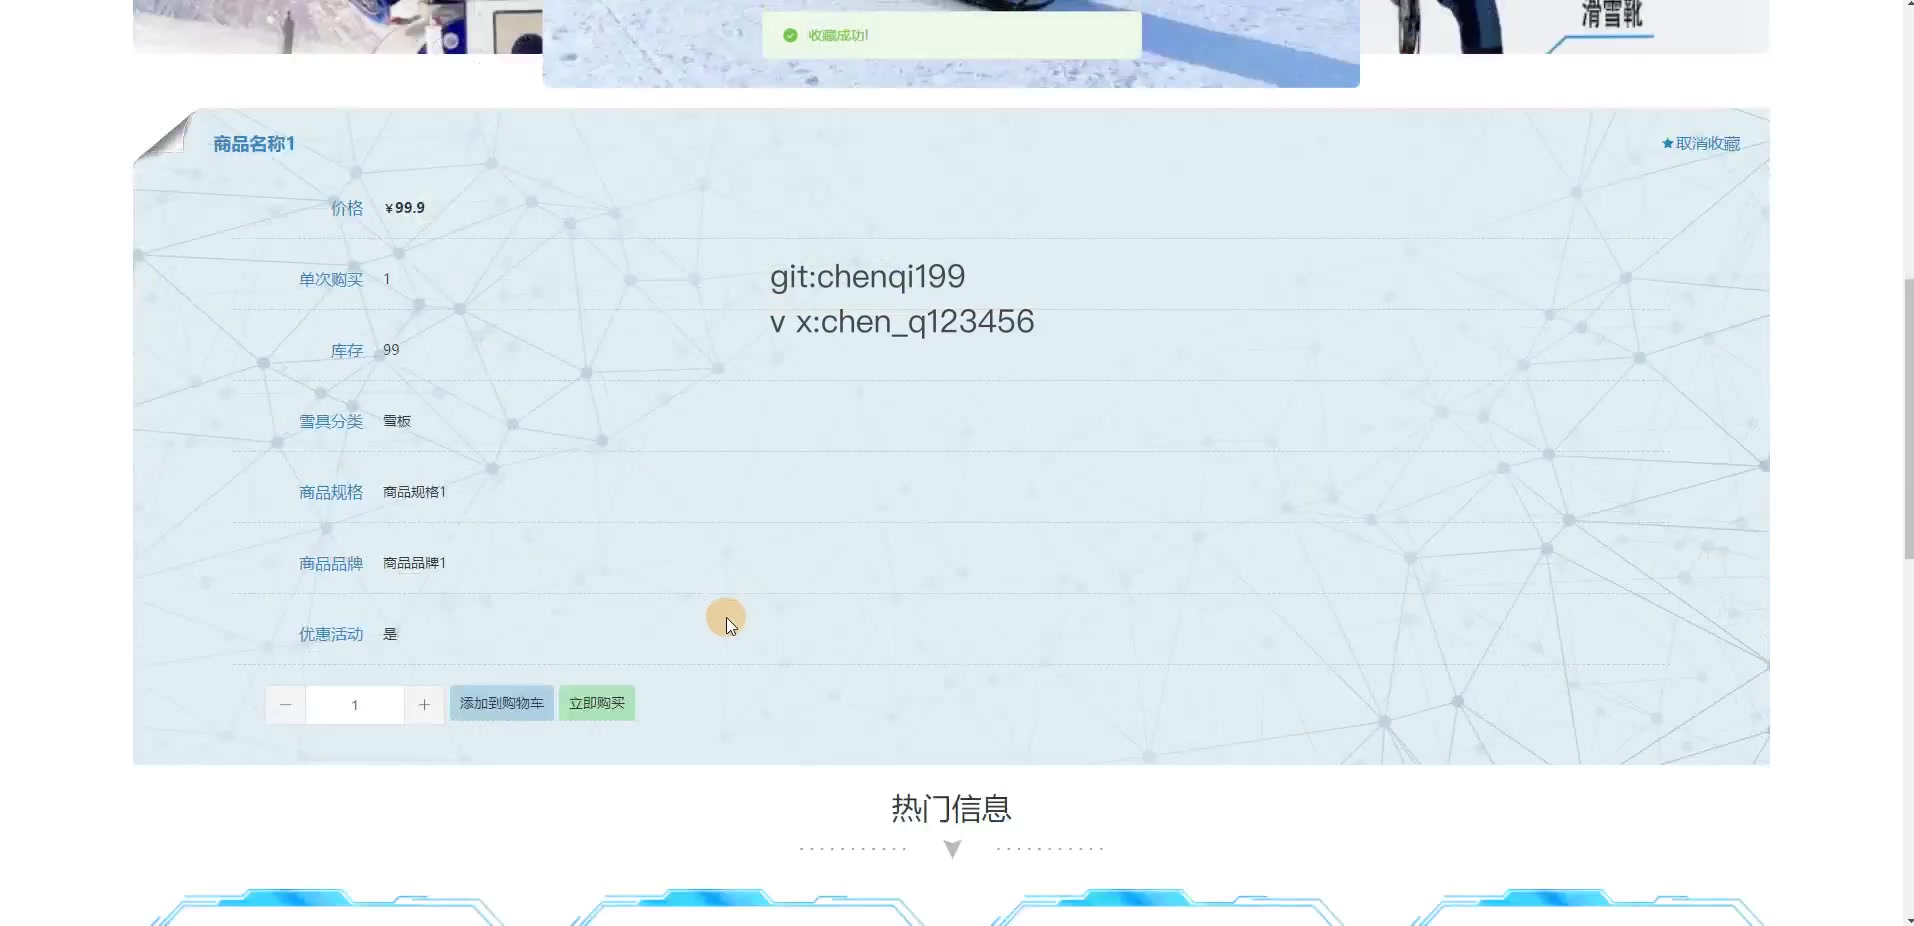 滑雪靴
收藏成功!
商品名称1
★取消收藏
价格 ¥99.9
单次购买 1
git:chenqi199
v x:chen_q123456
库存 99
雪具分类 雪板
商品规格 商品规格1
商品品牌 商品品牌1
优惠活动 是
− 1 + 添加到购物车 立即购买
热门信息